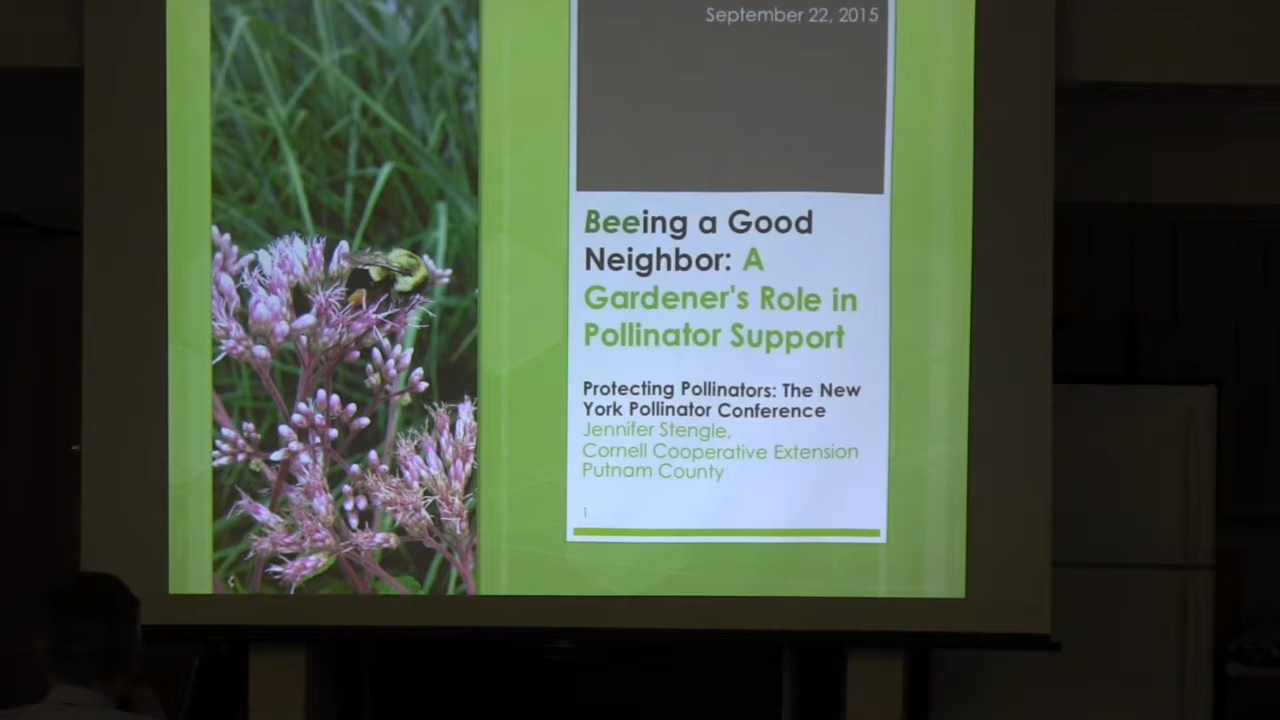 September 22, 2015
Beeing a Good
Neighbor: A
Gardener's Role in
Pollinator Support
Protecting Pollinators: The New
York Pollinator Conference
Jennifer Stengle,
Cornell Cooperative Extension
Putnam County
1